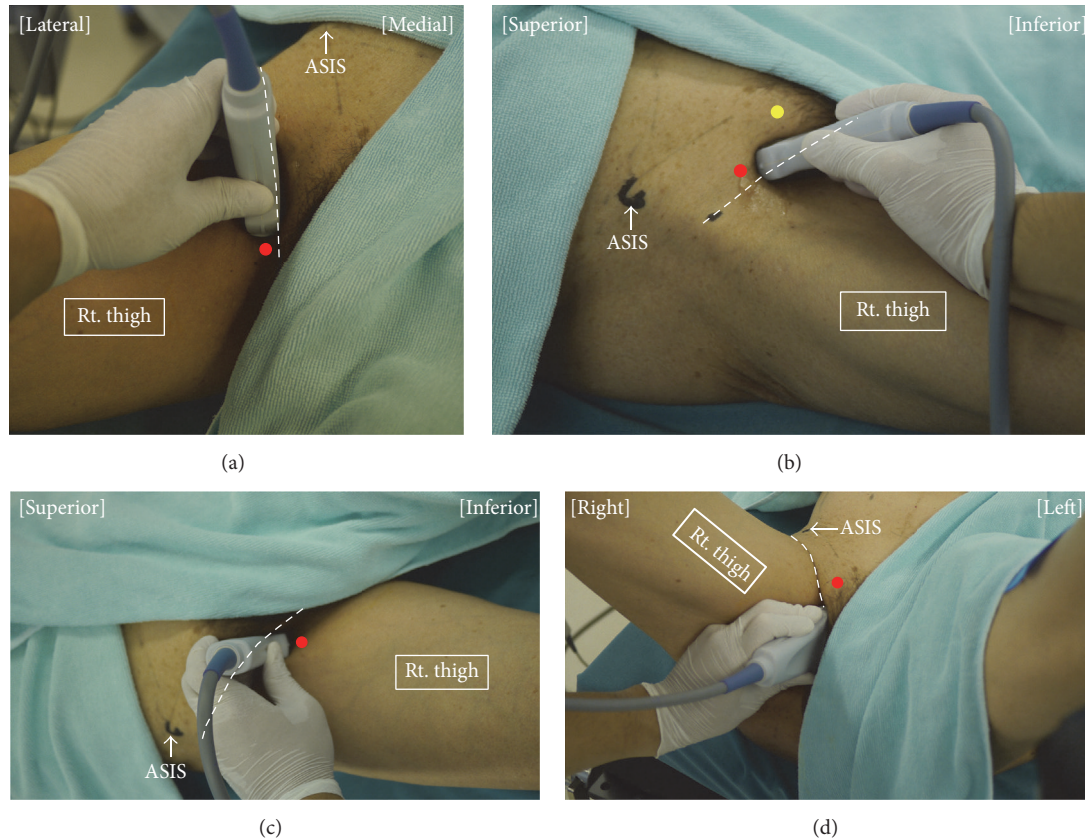 [Lateral]
[Medial]
ASIS
Rt. thigh
(a)
[Superior]
[Inferior]
ASIS
Rt. thigh
(b)
[Superior]
[Inferior]
Rt. thigh
ASIS
(c)
[Right]
[Left]
ASIS
Rt. thigh
(d)